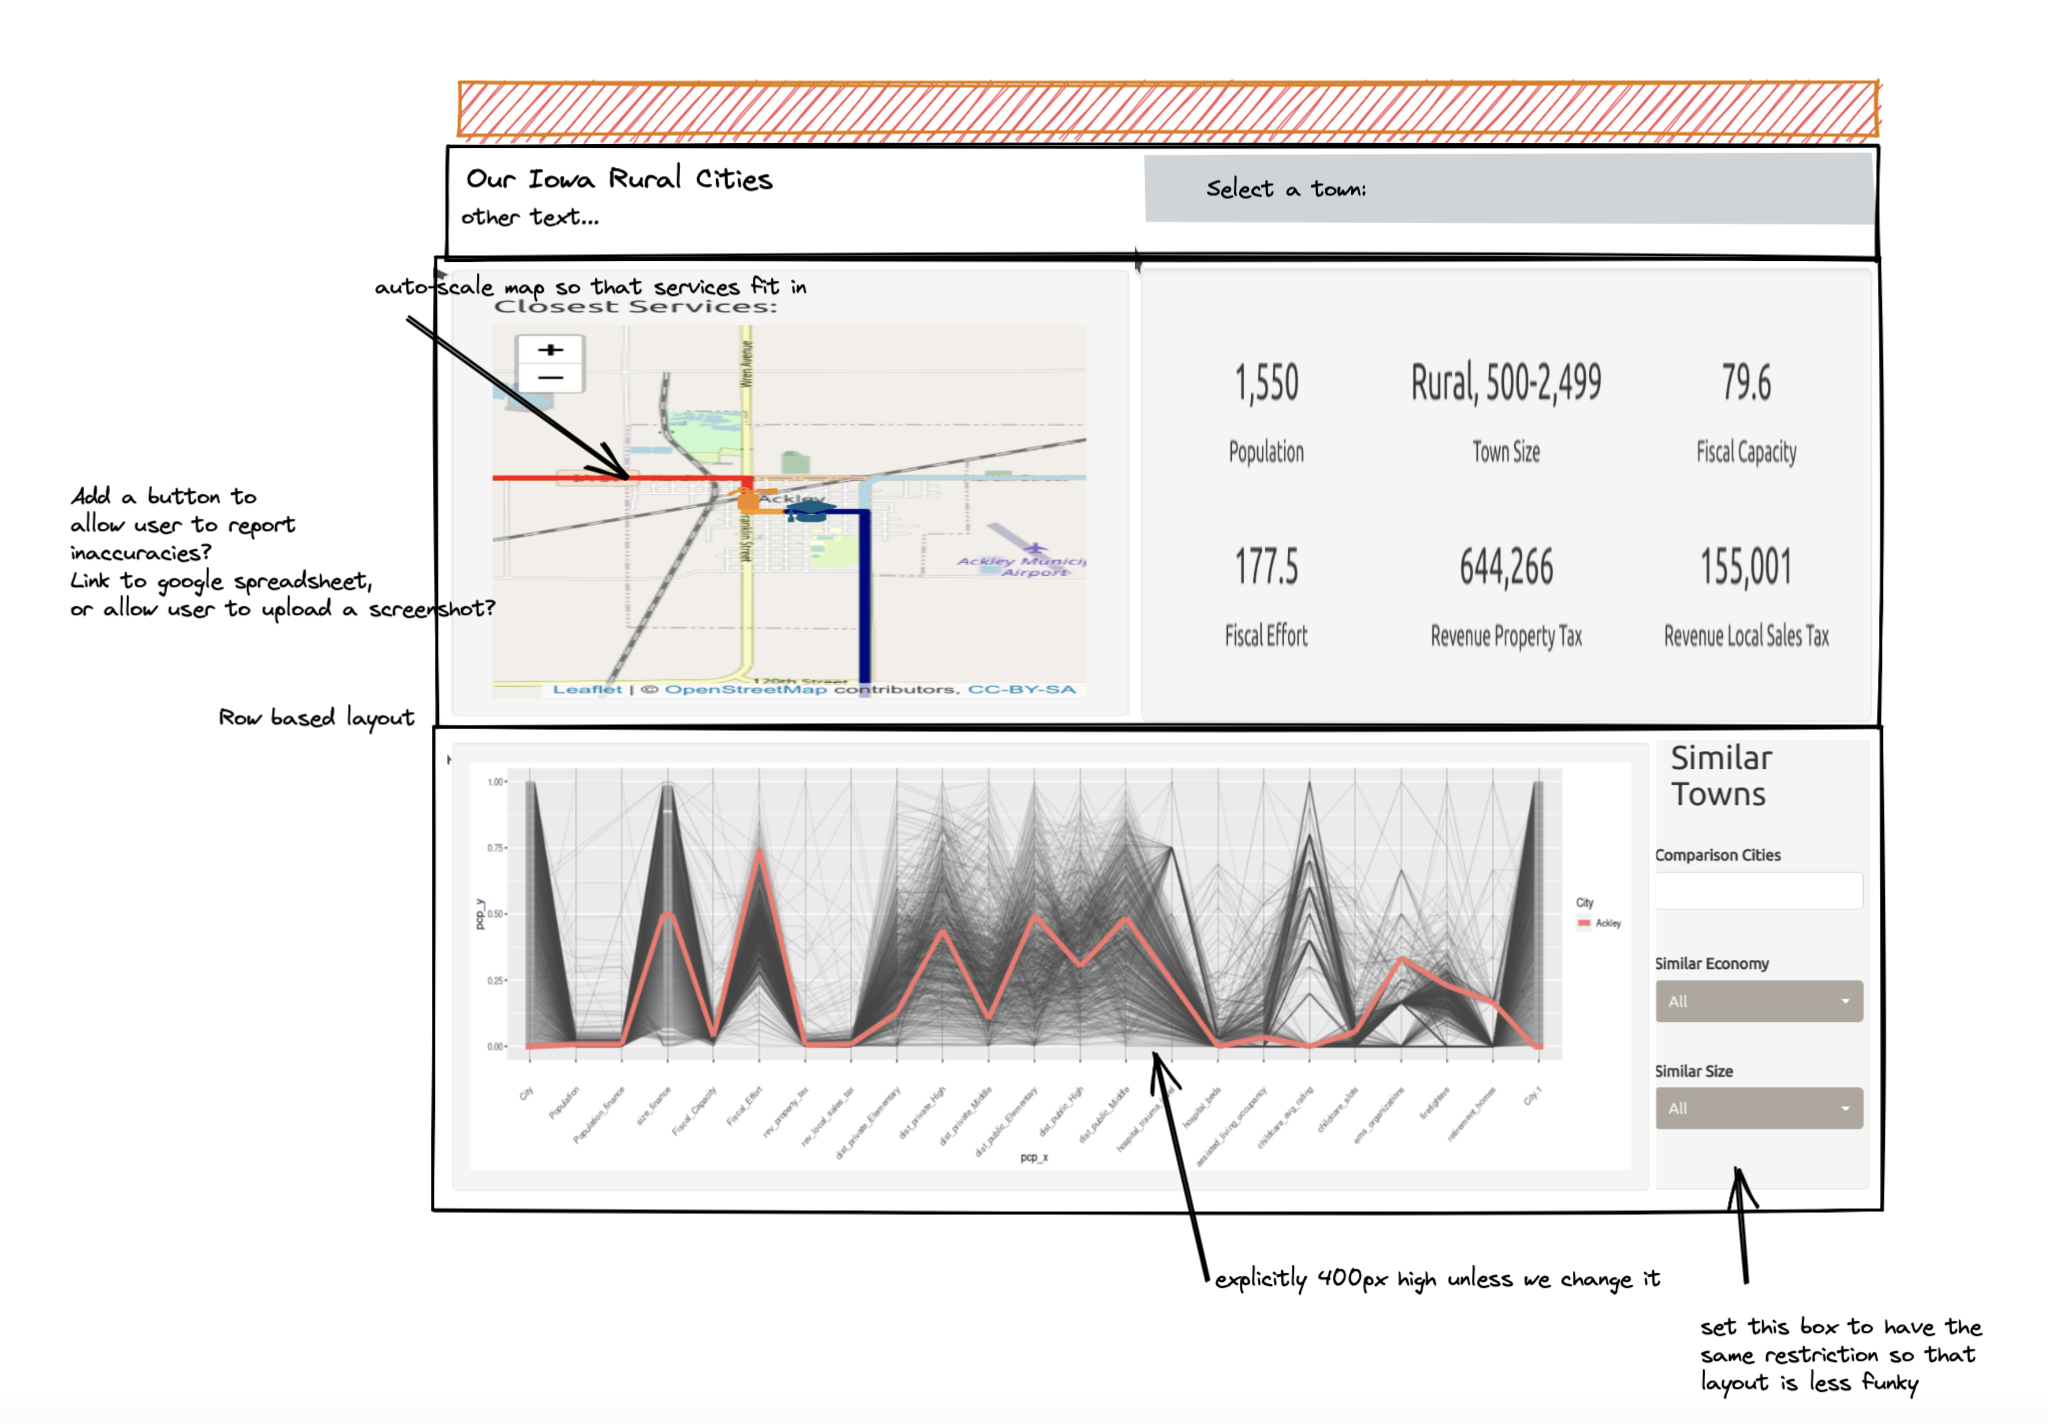 Our Iowa Rural Cities
other text...
Select a town:
auto-scale map so that services fit in
Closest Services:
+
−
Wren Avenue
Ackley
Franklin Street
Ackley Munici
Airport
120th Street
Leaflet | © OpenStreetMap contributors, CC-BY-SA
1,550
Population
Rural, 500-2,499
Town Size
79.6
Fiscal Capacity
177.5
Fiscal Effort
644,266
Revenue Property Tax
155,001
Revenue Local Sales Tax
Add a button to
allow user to report
inaccuracies?
Link to google spreadsheet,
or allow user to upload a screenshot?
Row based layout
1.00
0.75
0.50
0.25
0.00
pcp_y
City
Population
Population_finance
size_finance
Fiscal_Capacity
Fiscal_Effort
rev_property_tax
rev_local_sales_tax
dist_private_Elementary
dist_private_High
dist_private_Middle
dist_public_Elementary
dist_public_High
dist_public_Middle
hospital_trauma
hospital_beds
assisted_living_occupancy
childcare_avg_rating
childcare_slots
ems_organizations
firefighters
retirement_homes
City.1
pcp_x
City
Ackley
Similar
Towns
Comparison Cities
Similar Economy
All
Similar Size
All
explicitly 400px high unless we change it
set this box to have the
same restriction so that
layout is less funky